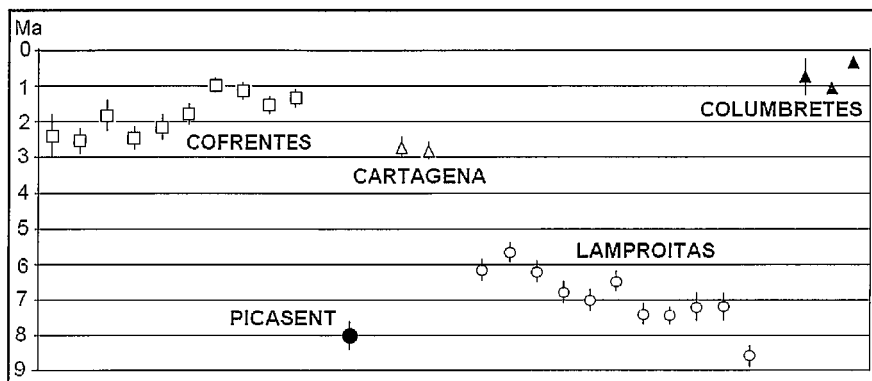 Ma
0
1
COLUMBRETES
2
COFRENTES
3
CARTAGENA
4
5
LAMPROITAS
6
7
PICASENT
8
9